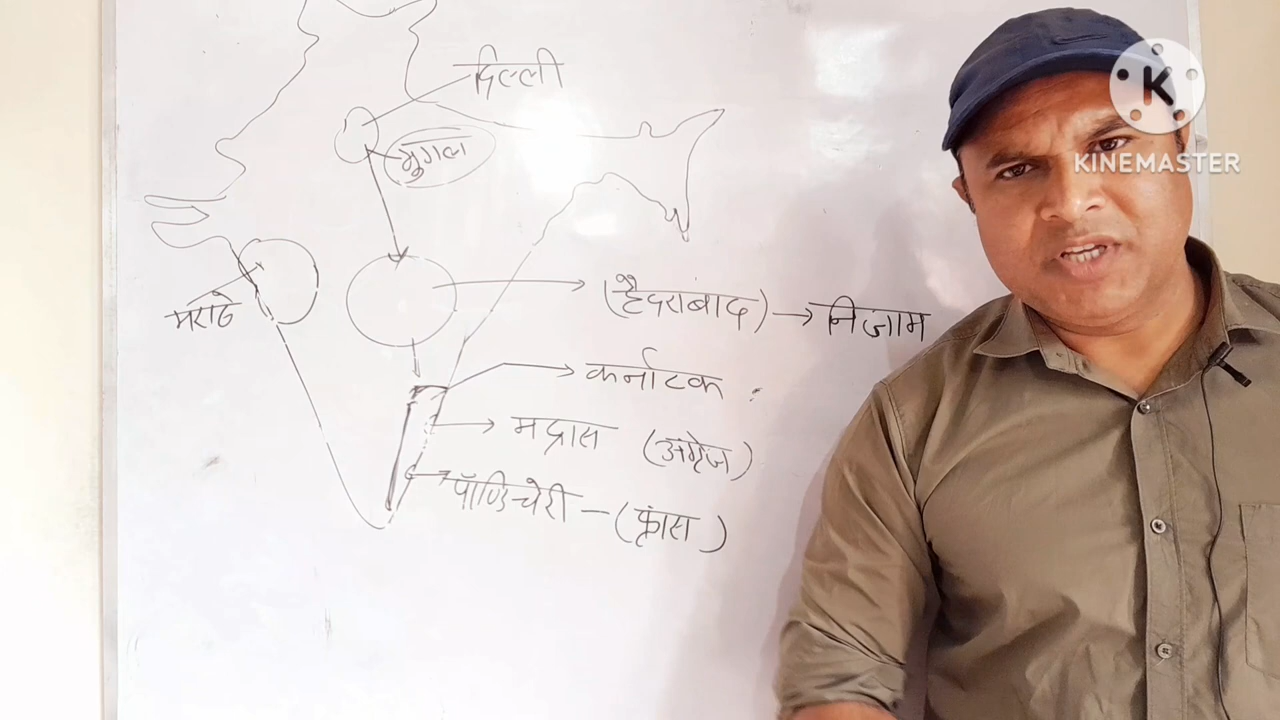 दिल्ली
मुगल
मराठे
(हैदराबाद) → निजाम
कर्नाटक
मद्रास (अंग्रेज)
पॉण्डिचेरी - (फ्रांस)
K
KINEMASTER